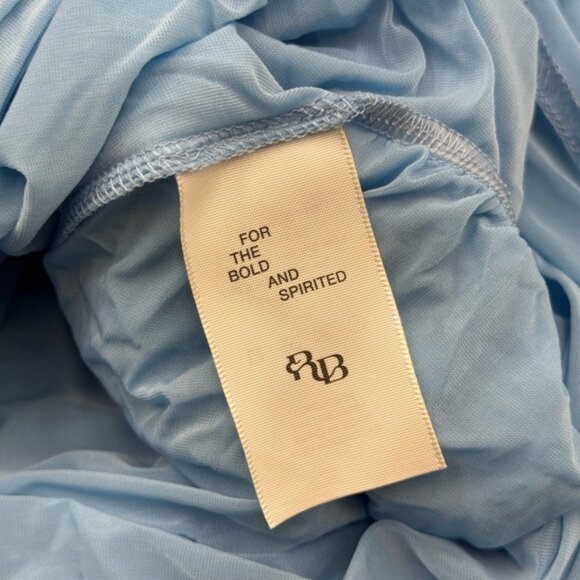 FOR
THE
BOLD
AND
SPIRITED
RB